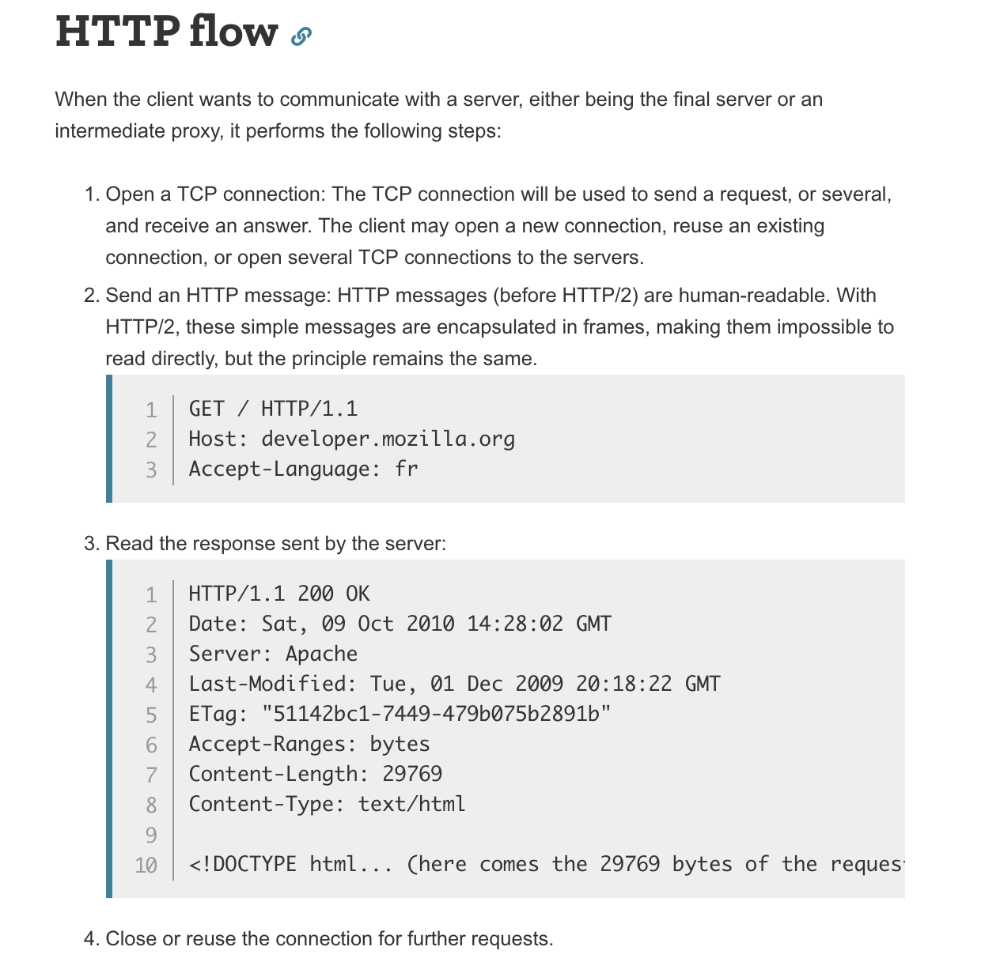 HTTP flow
When the client wants to communicate with a server, either being the final server or an
intermediate proxy, it performs the following steps:
1. Open a TCP connection: The TCP connection will be used to send a request, or several,
and receive an answer. The client may open a new connection, reuse an existing
connection, or open several TCP connections to the servers.
2. Send an HTTP message: HTTP messages (before HTTP/2) are human-readable. With
HTTP/2, these simple messages are encapsulated in frames, making them impossible to
read directly, but the principle remains the same.
1 GET / HTTP/1.1
2 Host: developer.mozilla.org
3 Accept-Language: fr
3. Read the response sent by the server:
1 HTTP/1.1 200 OK
2 Date: Sat, 09 Oct 2010 14:28:02 GMT
3 Server: Apache
4 Last-Modified: Tue, 01 Dec 2009 20:18:22 GMT
5 ETag: "51142bc1-7449-479b075b2891b"
6 Accept-Ranges: bytes
7 Content-Length: 29769
8 Content-Type: text/html
9
10 <!DOCTYPE html... (here comes the 29769 bytes of the reques
4. Close or reuse the connection for further requests.